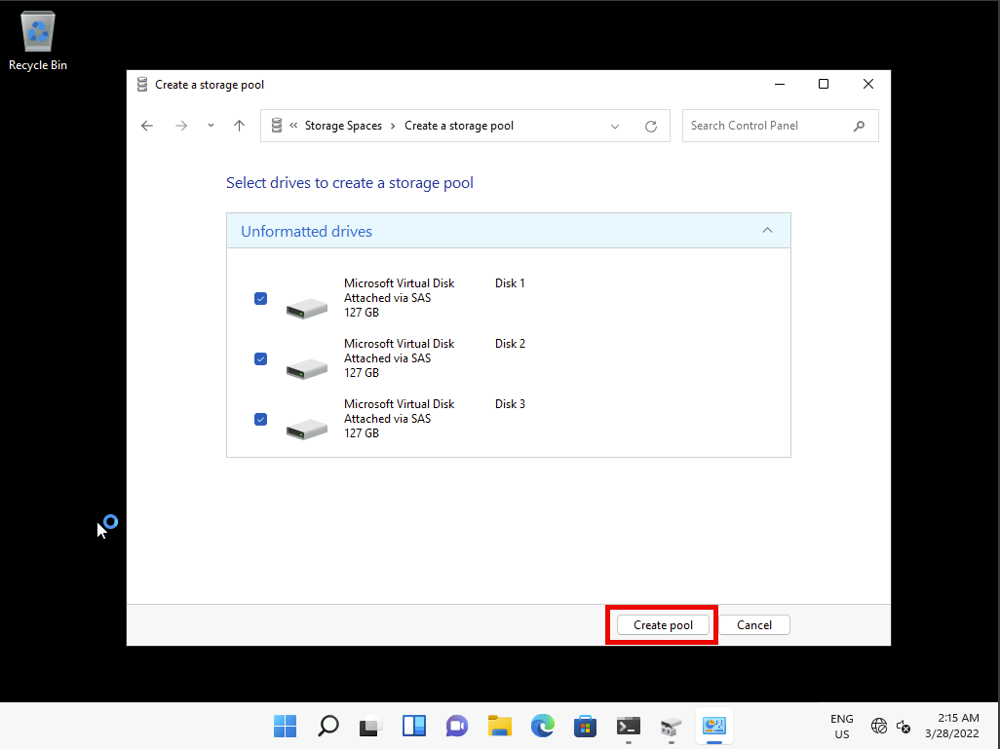 Recycle Bin
Create a storage pool
« Storage Spaces › Create a storage pool
Search Control Panel
Select drives to create a storage pool
Unformatted drives
Microsoft Virtual Disk Disk 1
Attached via SAS
127 GB
Microsoft Virtual Disk Disk 2
Attached via SAS
127 GB
Microsoft Virtual Disk Disk 3
Attached via SAS
127 GB
Create pool Cancel
ENG
US
2:15 AM
3/28/2022